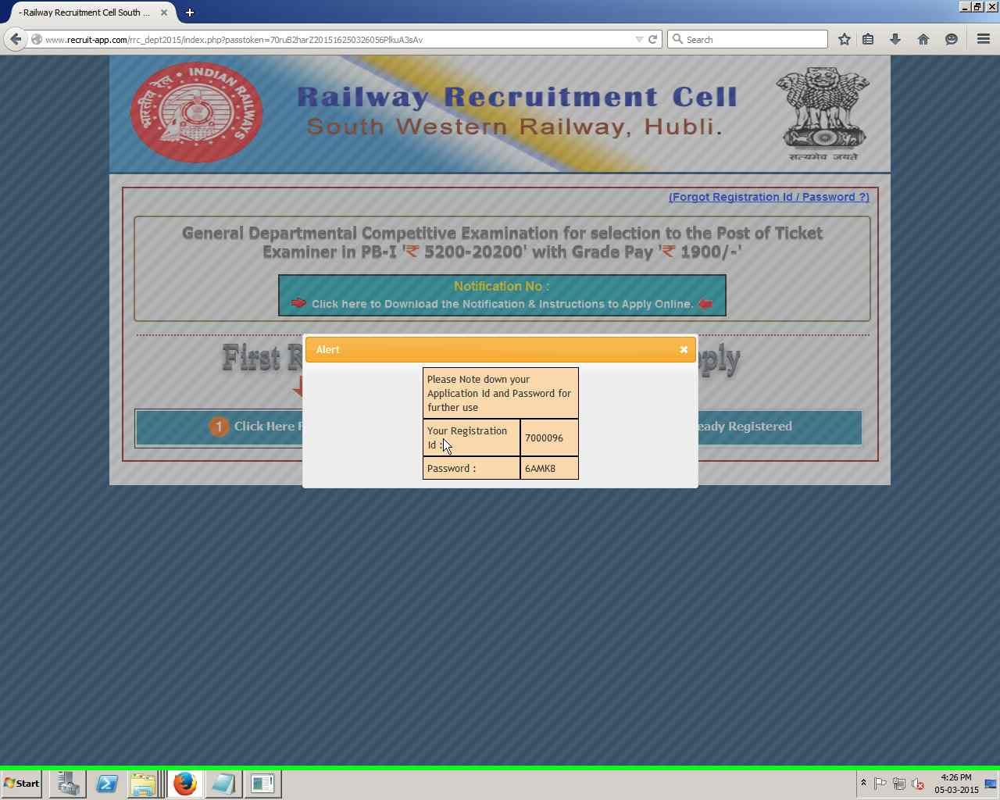 - Railway Recruitment Cell South ...
www.recruit-app.com/rrc_dept2015/index.php?passtoken=70ruB2harZ201516250326056PlkuA3sAv
Search
भारतीय रेल • INDIAN RAILWAYS
Railway Recruitment Cell
South Western Railway, Hubli.
सत्यमेव जयते
(Forgot Registration Id / Password ?)
General Departmental Competitive Examination for selection to the Post of Ticket
Examiner in PB-I '₹ 5200-20200' with Grade Pay '₹ 1900/-'
Notification No :
Click here to Download the Notification & Instructions to Apply Online.
First R
ply
Alert
Please Note down your
Application Id and Password for
further use
Your Registration
Id :
7000096
Password :
6AMK8
1 Click Here
eady Registered
Start
4:26 PM
05-03-2015